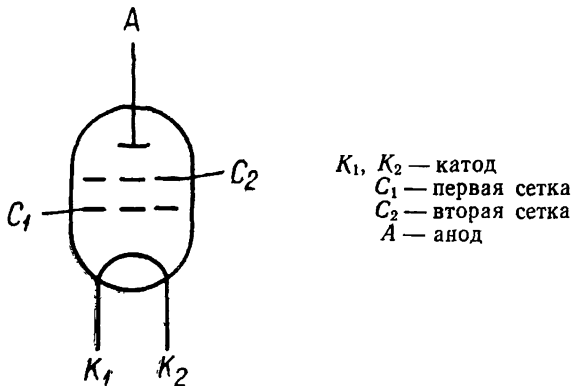 A
C₂
C₁
K₁ K₂
K₁, K₂ — катод
C₁ — первая сетка
C₂ — вторая сетка
A — анод